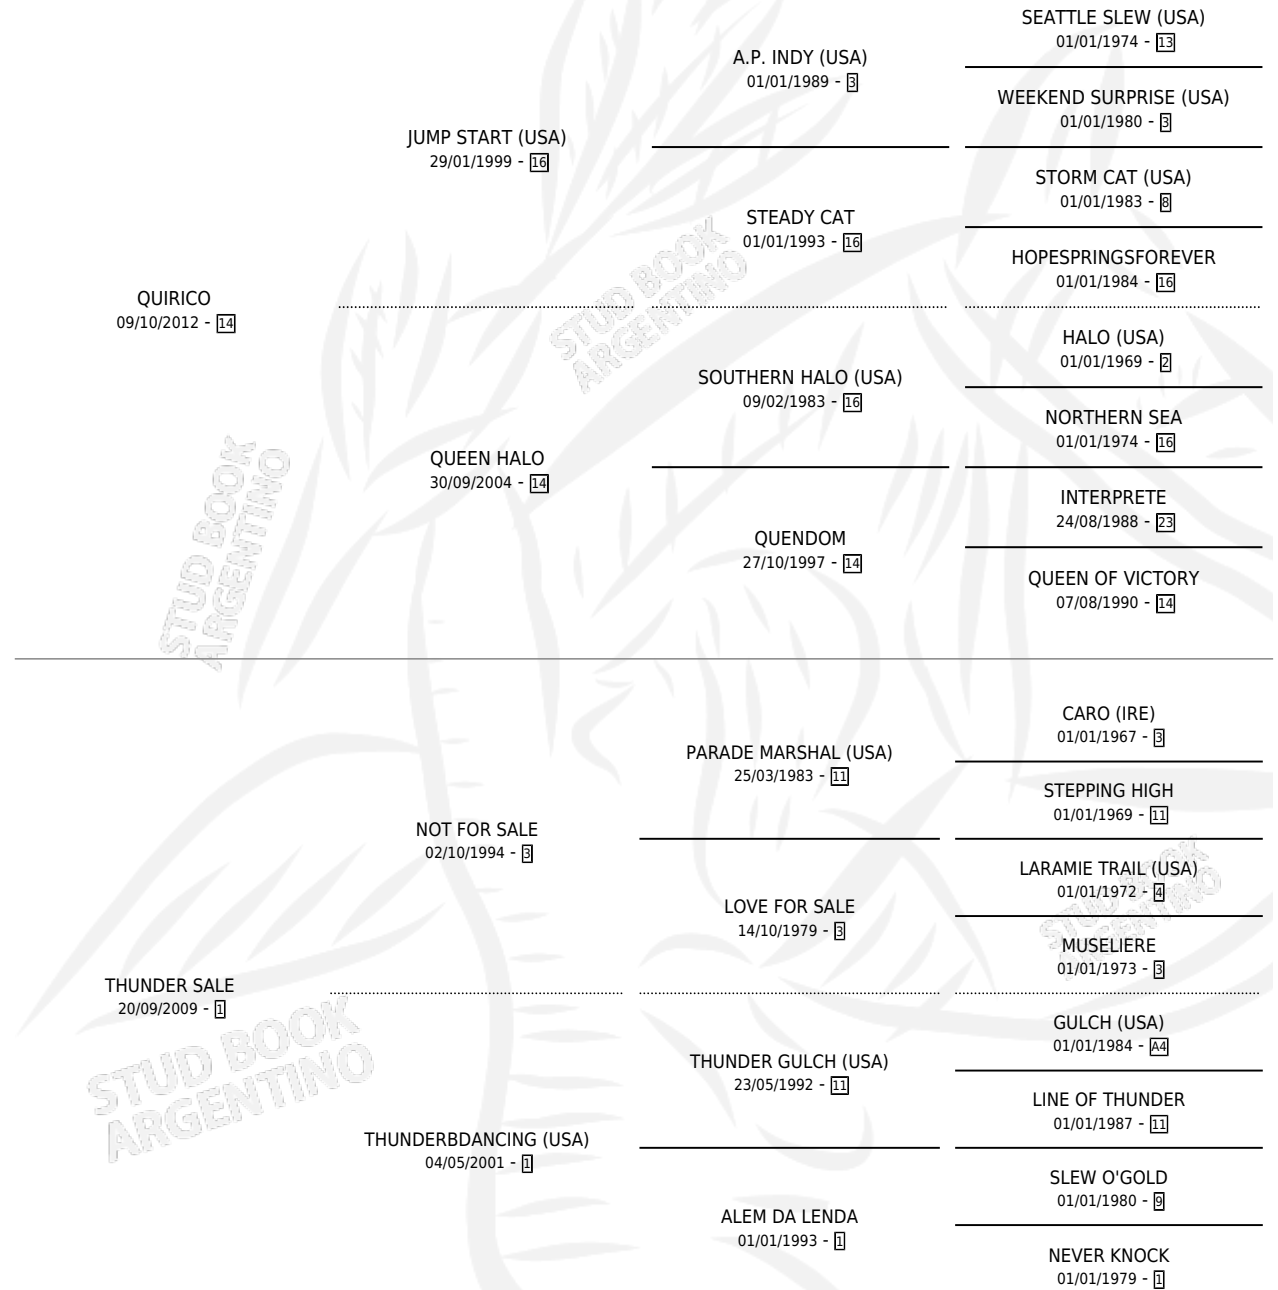 SEATTLE SLEW (USA)
01/01/1974 - 13
A.P. INDY (USA)
01/01/1989 - 3
WEEKEND SURPRISE (USA)
01/01/1980 - 3
JUMP START (USA)
29/01/1999 - 16
STORM CAT (USA)
01/01/1983 - 8
STEADY CAT
01/01/1993 - 16
HOPESPRINGSFOREVER
01/01/1984 - 16
QUIRICO
09/10/2012 - 14
HALO (USA)
01/01/1969 - 2
SOUTHERN HALO (USA)
09/02/1983 - 16
NORTHERN SEA
01/01/1974 - 16
QUEEN HALO
30/09/2004 - 14
INTERPRETE
24/08/1988 - 23
QUENDOM
27/10/1997 - 14
QUEEN OF VICTORY
07/08/1990 - 14
CARO (IRE)
01/01/1967 - 3
PARADE MARSHAL (USA)
25/03/1983 - 11
STEPPING HIGH
01/01/1969 - 11
NOT FOR SALE
02/10/1994 - 3
LARAMIE TRAIL (USA)
01/01/1972 - 4
LOVE FOR SALE
14/10/1979 - 3
MUSELIERE
01/01/1973 - 3
THUNDER SALE
20/09/2009 - 1
GULCH (USA)
01/01/1984 - A4
THUNDER GULCH (USA)
23/05/1992 - 11
LINE OF THUNDER
01/01/1987 - 11
THUNDERBDANCING (USA)
04/05/2001 - 1
SLEW O'GOLD
01/01/1980 - 9
ALEM DA LENDA
01/01/1993 - 1
NEVER KNOCK
01/01/1979 - 1
STUD BOOK
ARGENTINO
STUD BOOK
ARGENTINO
STUD BOOK
ARGENTINO
STUD BOOK
ARGENTINO